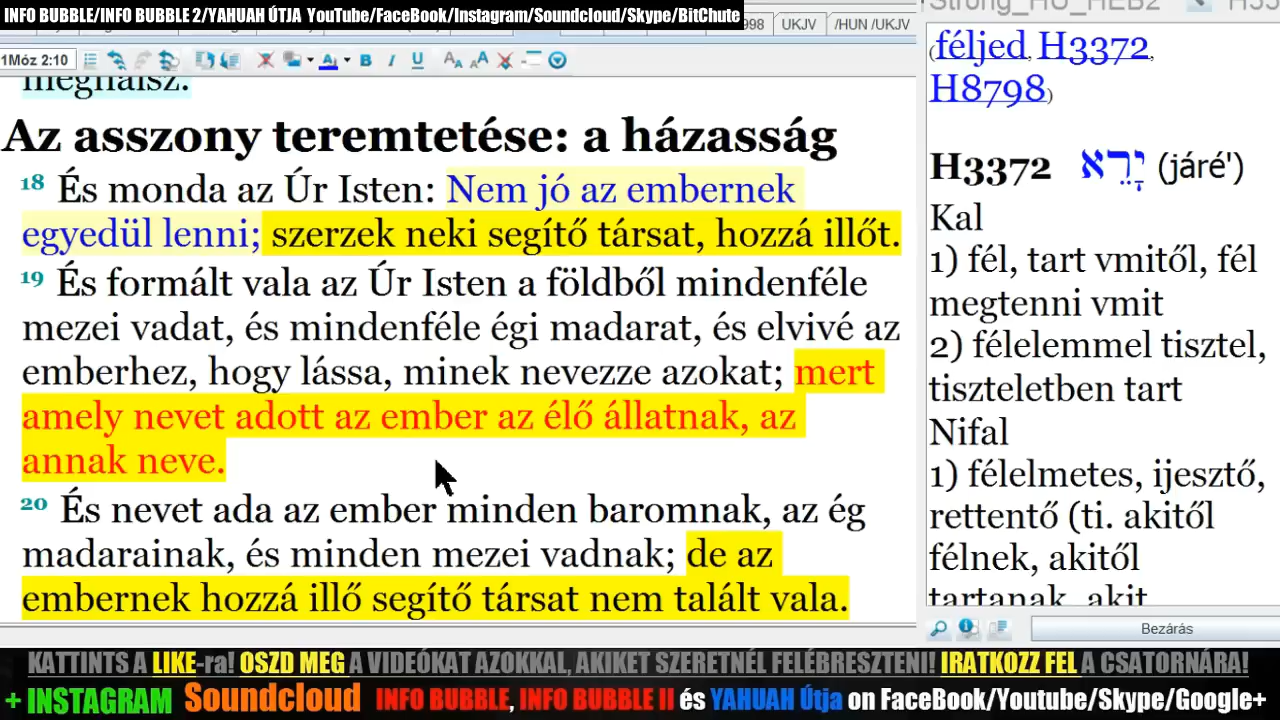 INFO BUBBLE/INFO BUBBLE 2/YAHUAH ÚTJA YouTube/FaceBook/Instagram/Soundcloud/Skype/BitChute
998 UKJV /HUN /UKJV
Strong_HU_HEB2
1Móz 2:10
meghalsz.
Az asszony teremtetése: a házasság
18 És monda az Úr Isten: Nem jó az embernek
egyedül lenni; szerzek neki segítő társat, hozzá illőt.
19 És formált vala az Úr Isten a földből mindenféle
mezei vadat, és mindenféle égi madarat, és elvivé az
emberhez, hogy lássa, minek nevezze azokat; mert
amely nevet adott az ember az élő állatnak, az
annak neve.
20 És nevet ada az ember minden baromnak, az ég
madarainak, és minden mezei vadnak; de az
embernek hozzá illő segítő társat nem talált vala.
(féljed, H3372,
H8798)
H3372 יָרֵא (járé')
Kal
1) fél, tart vmitől, fél
megtenni vmit
2) félelemmel tisztel,
tiszteletben tart
Nifal
1) félelmetes, ijesztő,
rettentő (ti. akitől
félnek, akitől
tartanak, akit
Bezárás
KATTINTS A LIKE-ra! OSZD MEG A VIDEÓKAT AZOKKAL, AKIKET SZERETNÉL FELÉBRESZTENI! IRATKOZZ FEL A CSATORNÁRA!
+ INSTAGRAM Soundcloud INFO BUBBLE, INFO BUBBLE II és YAHUAH Útja on FaceBook/Youtube/Skype/Google+